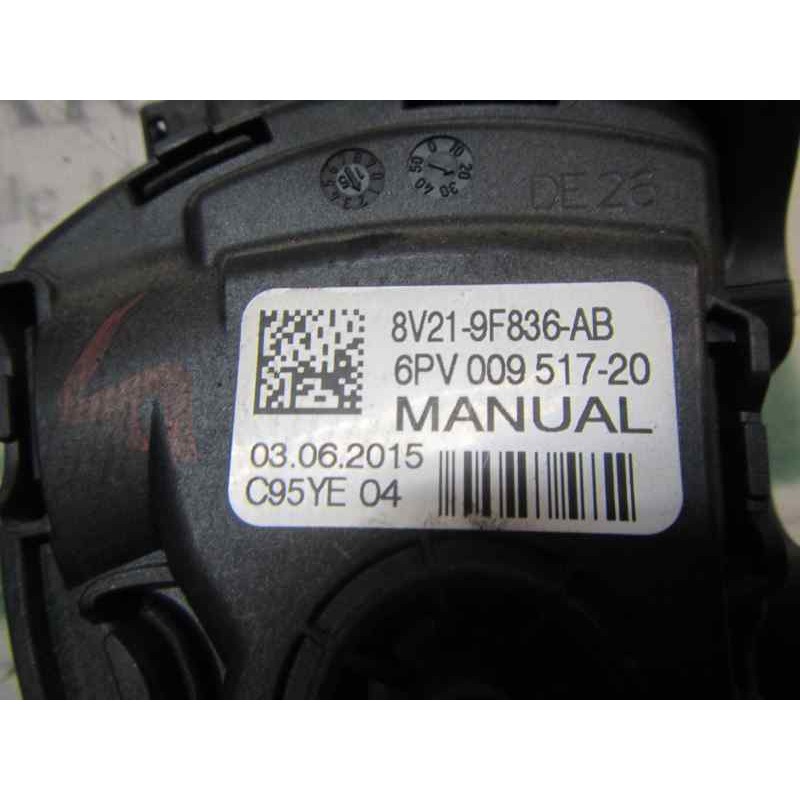 DE 26
8V21-9F836-AB
6PV 009 517-20
MANUAL
03.06.2015
C95YE 04